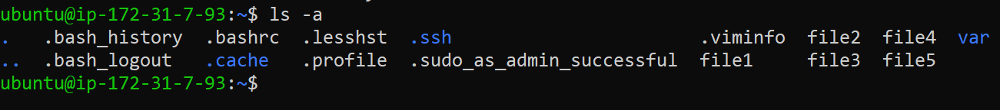 ubuntu@ip-172-31-7-93:~$ ls -a
. .bash_history .bashrc .lesshst .ssh .viminfo file2 file4 var
.. .bash_logout .cache .profile .sudo_as_admin_successful file1 file3 file5
ubuntu@ip-172-31-7-93:~$